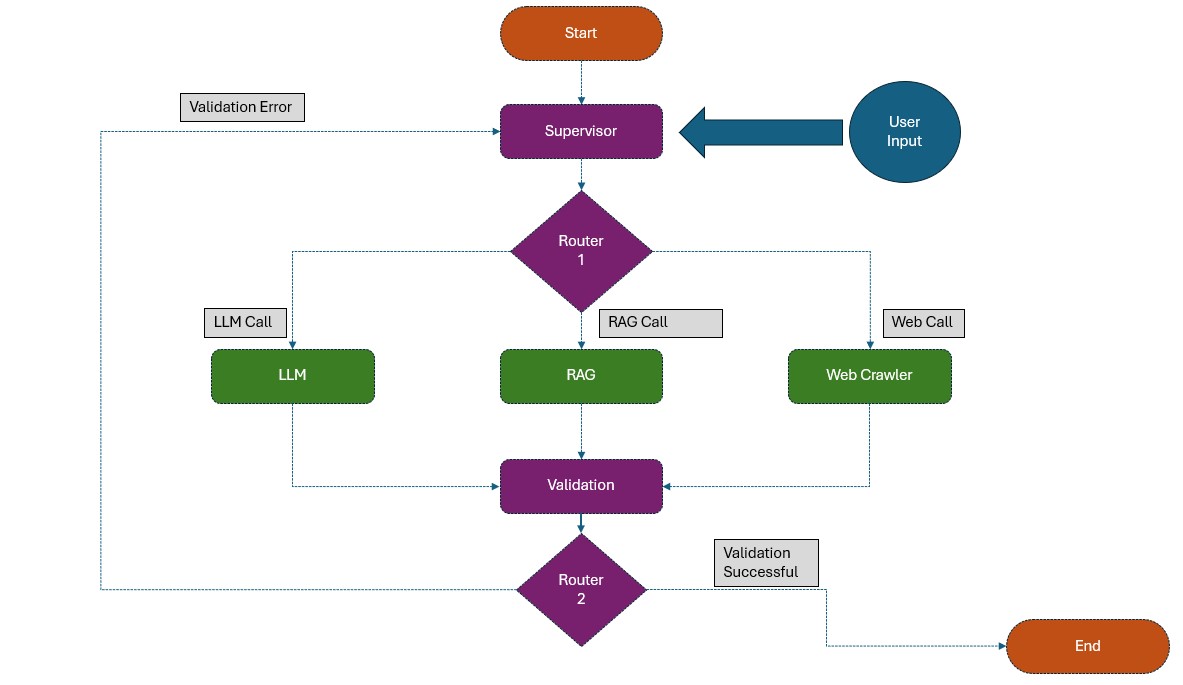 Start
Validation Error
Supervisor
User
Input
Router
1
LLM Call
RAG Call
Web Call
LLM
RAG
Web Crawler
Validation
Validation
Successful
Router
2
End